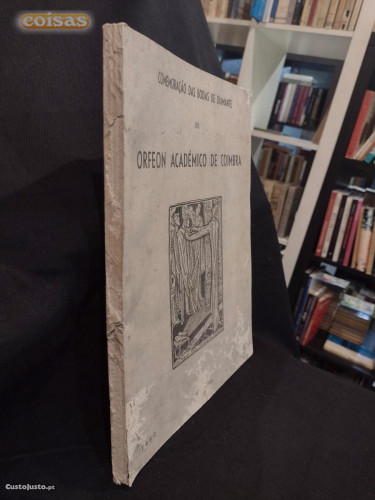 coisas
COMEMORAÇÃO DAS BODAS DE DIAMANTE
DO
ORFEON ACADÉMICO DE COIMBRA
CustoJusto.pt